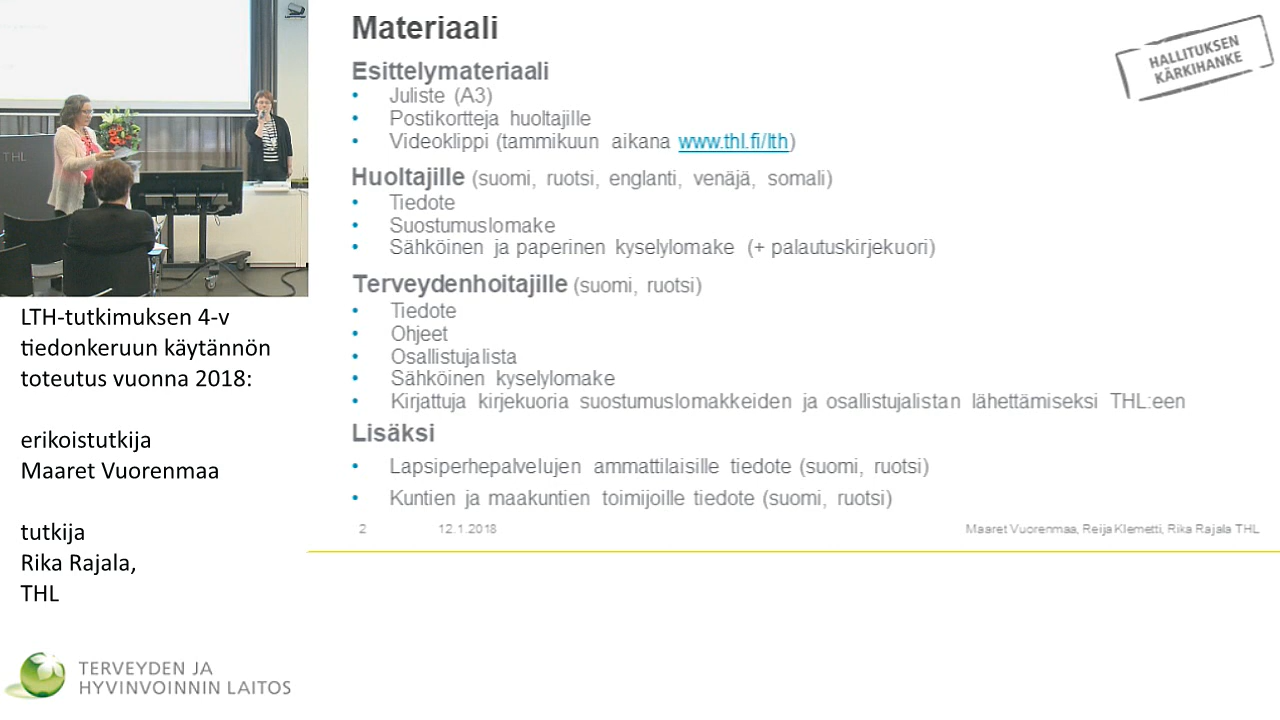 THL
LTH-tutkimuksen 4-v
tiedonkeruun käytännön
toteutus vuonna 2018:
erikoistutkija
Maaret Vuorenmaa
tutkija
Rika Rajala,
THL
TERVEYDEN JA
HYVINVOINNIN LAITOS
Materiaali
HALLITUKSEN
KÄRKIHANKE
Esittelymateriaali
• Juliste (A3)
• Postikortteja huoltajille
• Videoklippi (tammikuun aikana www.thl.fi/lth)
Huoltajille (suomi, ruotsi, englanti, venäjä, somali)
• Tiedote
• Suostumuslomake
• Sähköinen ja paperinen kyselylomake (+ palautuskirjekuori)
Terveydenhoitajille (suomi, ruotsi)
• Tiedote
• Ohjeet
• Osallistujalista
• Sähköinen kyselylomake
• Kirjattuja kirjekuoria suostumuslomakkeiden ja osallistujalistan lähettämiseksi THL:een
Lisäksi
• Lapsiperhepalvelujen ammattilaisille tiedote (suomi, ruotsi)
• Kuntien ja maakuntien toimijoille tiedote (suomi, ruotsi)
2 12.1.2018 Maaret Vuorenmaa, Reija Klemetti, Rika Rajala THL